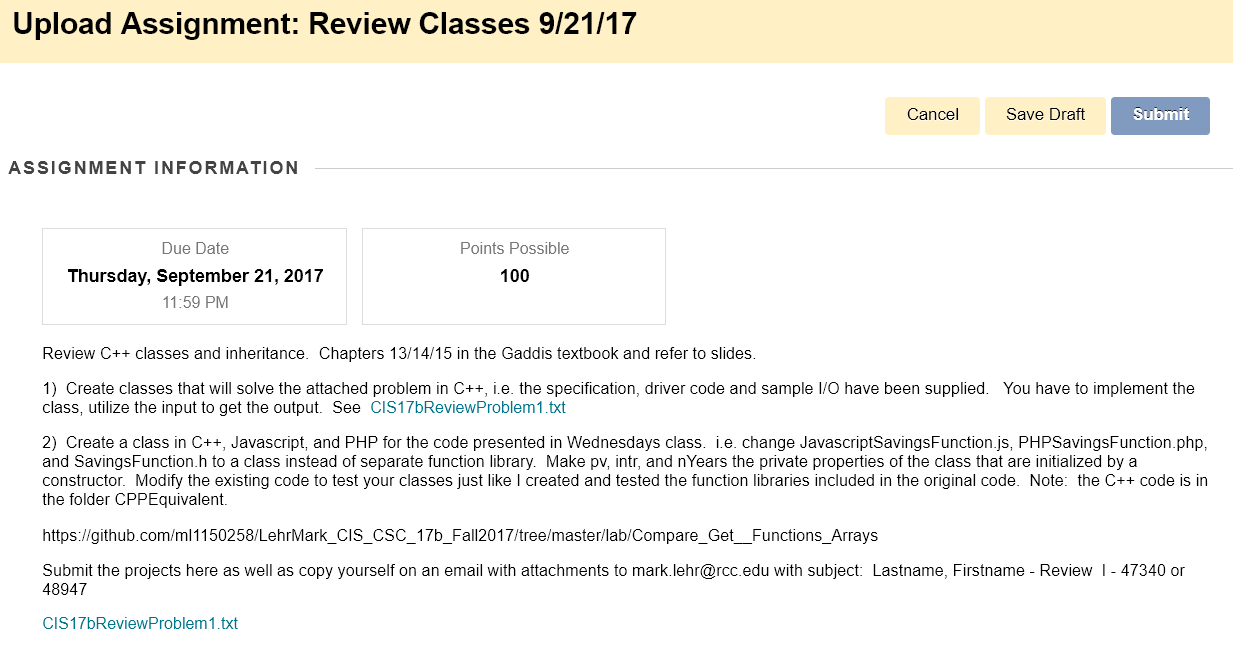 Upload Assignment: Review Classes 9/21/17
Cancel
Save Draft
Submit
ASSIGNMENT INFORMATION
Due Date
Thursday, September 21, 2017
11:59 PM
Points Possible
100
Review C++ classes and inheritance.  Chapters 13/14/15 in the Gaddis textbook and refer to slides.
1)  Create classes that will solve the attached problem in C++, i.e. the specification, driver code and sample I/O have been supplied.   You have to implement the
class, utilize the input to get the output.  See  CIS17bReviewProblem1.txt
2)  Create a class in C++, Javascript, and PHP for the code presented in Wednesdays class.  i.e. change JavascriptSavingsFunction.js, PHPSavingsFunction.php,
and SavingsFunction.h to a class instead of separate function library.  Make pv, intr, and nYears the private properties of the class that are initialized by a
constructor.  Modify the existing code to test your classes just like I created and tested the function libraries included in the original code.  Note:  the C++ code is in
the folder CPPEquivalent.
https://github.com/ml1150258/LehrMark_CIS_CSC_17b_Fall2017/tree/master/lab/Compare_Get__Functions_Arrays
Submit the projects here as well as copy yourself on an email with attachments to mark.lehr@rcc.edu with subject:  Lastname, Firstname - Review  I - 47340 or
48947
CIS17bReviewProblem1.txt